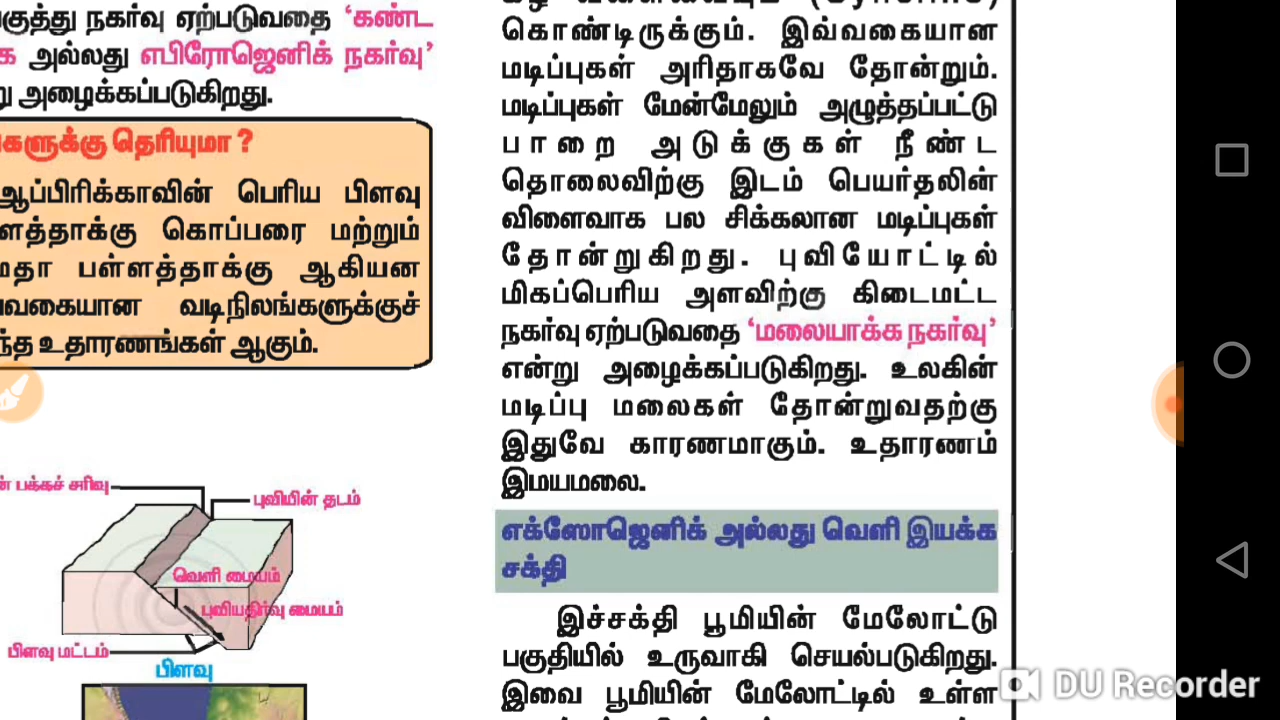 நகர்வு ஏற்படுவதை ‘கண்ட
அல்லது எபிரோஜெனிக் நகர்வு’
அழைக்கப்படுகிறது.
தெரியுமா ?
ஆப்பிரிக்காவின் பெரிய பிளவு
கொப்பரை மற்றும்
பள்ளத்தாக்கு ஆகியன
வடிநிலங்களுக்குச்
உதாரணங்கள் ஆகும்.
பக்கச் சரிவு
புவியின் தடம்
வெளி மையம்
புவியதிர்வு மையம்
பிளவு மட்டம்
பிளவு
கொண்டிருக்கும். இவ்வகையான
மடிப்புகள் அரிதாகவே தோன்றும்.
மடிப்புகள் மேன்மேலும் அழுத்தப்பட்டு
பாறை அடுக்குகள் நீண்ட
தொலைவிற்கு இடம் பெயர்தலின்
விளைவாக பல சிக்கலான மடிப்புகள்
தோன்றுகிறது. புவியோட்டில்
மிகப்பெரிய அளவிற்கு கிடைமட்ட
நகர்வு ஏற்படுவதை ‘மலையாக்க நகர்வு’
என்று அழைக்கப்படுகிறது. உலகின்
மடிப்பு மலைகள் தோன்றுவதற்கு
இதுவே காரணமாகும். உதாரணம்
இமயமலை.
எக்ஸோஜெனிக் அல்லது வெளி இயக்க
சக்தி
இச்சக்தி பூமியின் மேலோட்டு
பகுதியில் உருவாகி செயல்படுகிறது.
இவை பூமியின் மேலோட்டில் உள்ள
DU Recorder